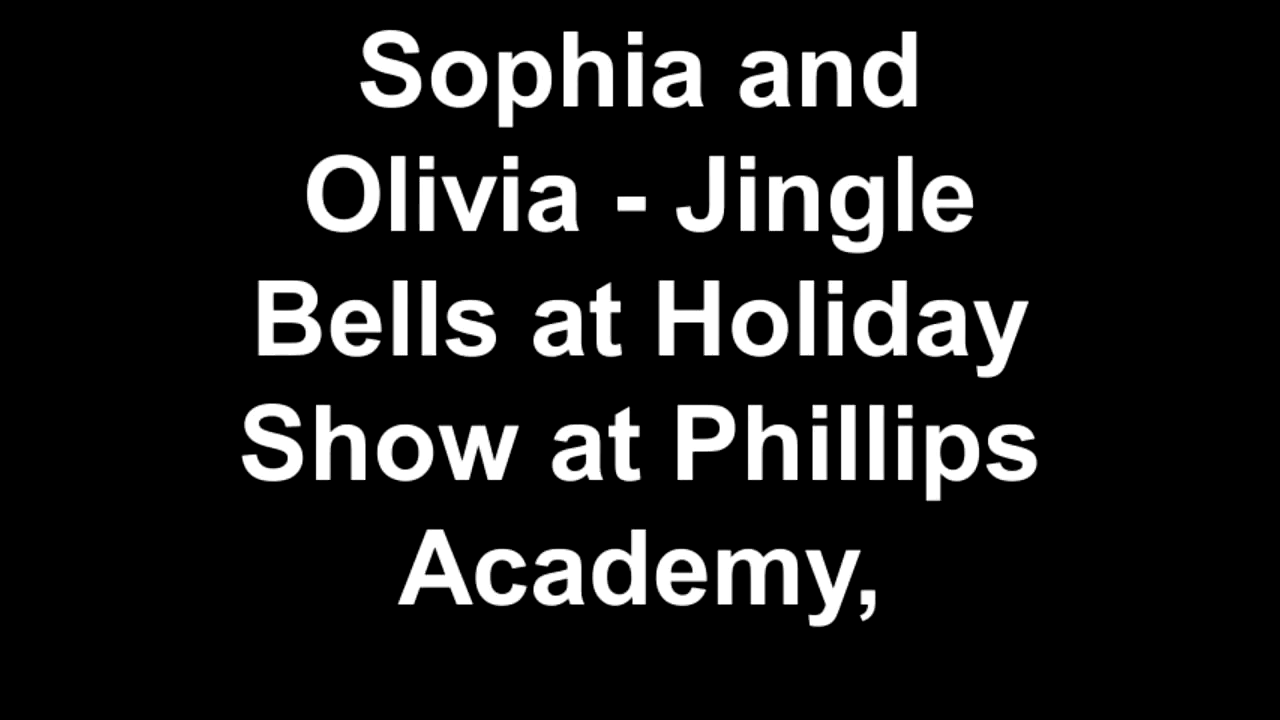 Sophia and
Olivia - Jingle
Bells at Holiday
Show at Phillips
Academy,